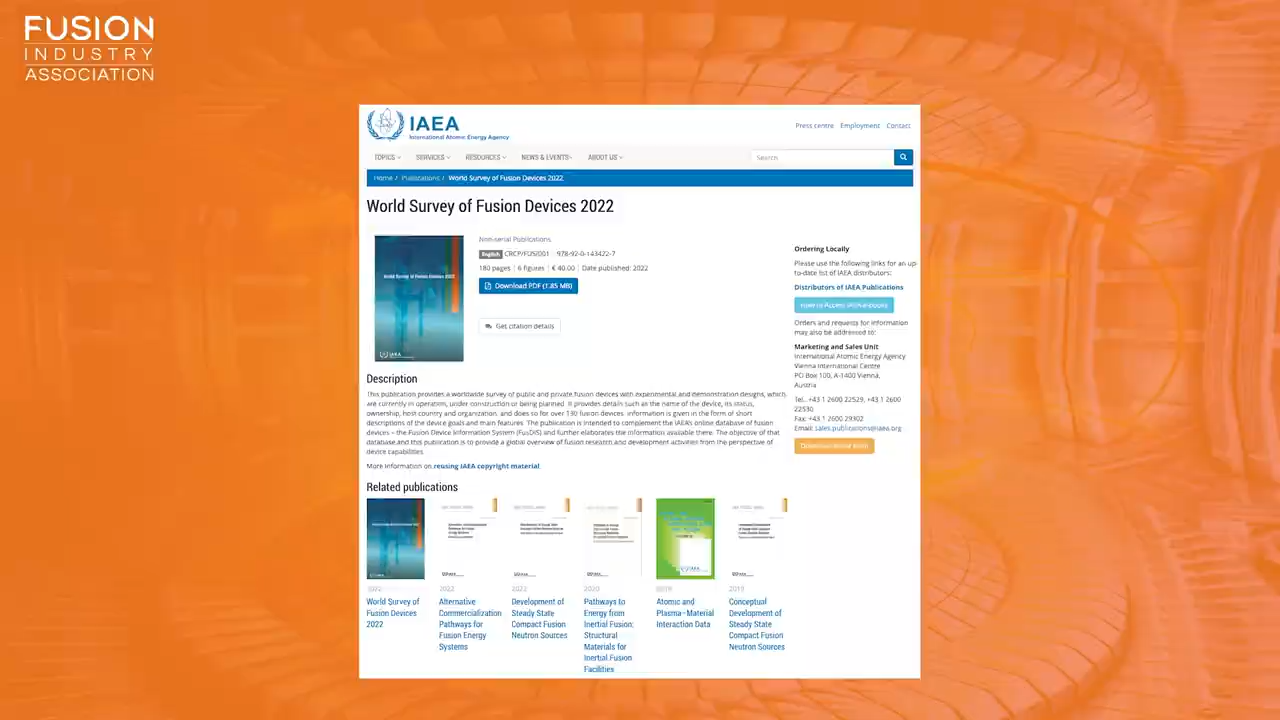 FUSION
INDUSTRY
ASSOCIATION
IAEA
International Atomic Energy Agency
Press centre Employment Contact
TOPICS SERVICES RESOURCES NEWS & EVENTS ABOUT US
Search
Home / Publications / World Survey of Fusion Devices 2022
World Survey of Fusion Devices 2022
World Survey of Fusion Devices 2022
IAEA
Non-serial Publications
English CRCP/FUS/001 978-92-0-143422-7
180 pages | 6 figures | € 40.00 | Date published: 2022
Download PDF (1.85 MB)
Get citation details
Ordering Locally
Please use the following links for an up-
to-date list of IAEA distributors:
Distributors of IAEA Publications
How to Access
Orders and requests for information
may also be addressed to:
Marketing and Sales Unit
International Atomic Energy Agency
Vienna International Centre
PO Box 100, A-1400 Vienna,
Austria
Tel.: +43 1 2600 22529, +43 1 2600
22530
Fax: +43 1 2600 29302
Email: sales.publications@iaea.org
Description
This publication provides a worldwide survey of public and private fusion devices with experimental and demonstration designs, which
are currently in operation, under construction or being planned. It provides details such as the name of the device, its status,
ownership, host country and organization, and does so for over 130 fusion devices. Information is given in the form of short
descriptions of the device goals and main features. The publication is intended to complement the IAEA's online database of fusion
devices – the Fusion Device Information System (FusDIS) and further elaborates the information available there. The objective of that
database and this publication is to provide a global overview of fusion research and development activities from the perspective of
device capabilities.
More Information on reusing IAEA copyright material
Related publications
2022
World Survey of
Fusion Devices
2022
2022
Alternative
Commercialization
Pathways for
Fusion Energy
Systems
2022
Development of
Steady State
Compact Fusion
Neutron Sources
2020
Pathways to
Energy from
Inertial Fusion:
Structural
Materials for
Inertial Fusion
Facilities
2019
Atomic and
Plasma–Material
Interaction Data
2019
Conceptual
Development of
Steady State
Compact Fusion
Neutron Sources